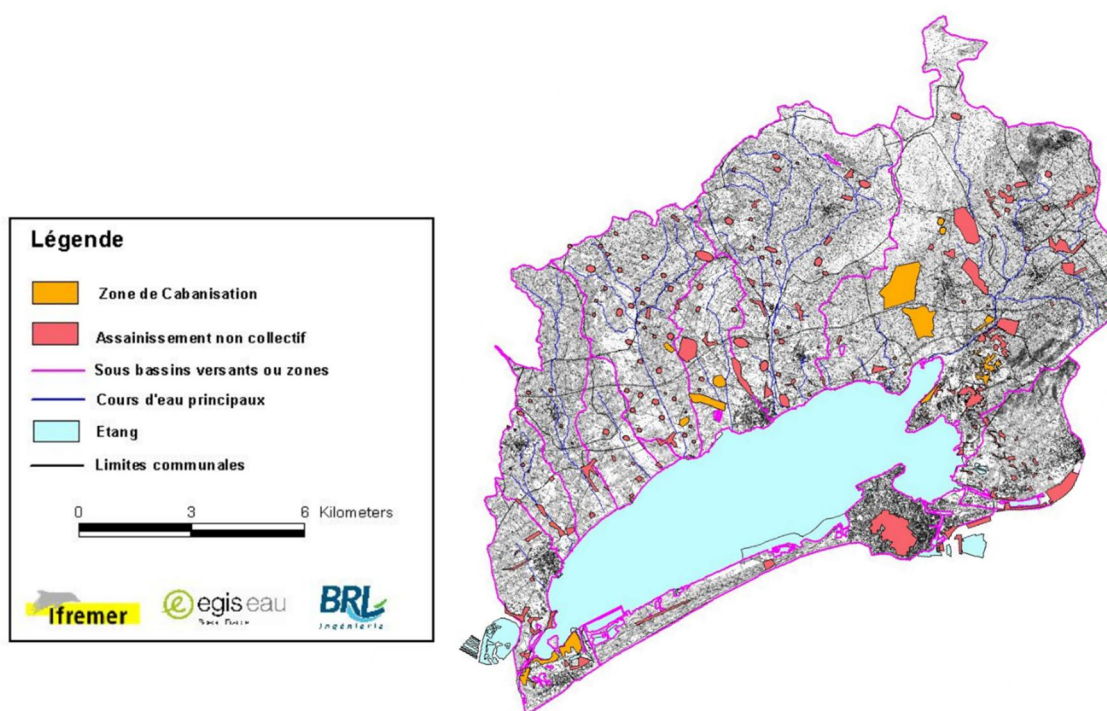 Légende
Zone de Cabanisation
Assainissement non collectif
Sous bassins versants ou zones
Cours d'eau principaux
Etang
Limites communales
0 3 6 Kilometers
Ifremer
egis eau
BRL
Ingénierie